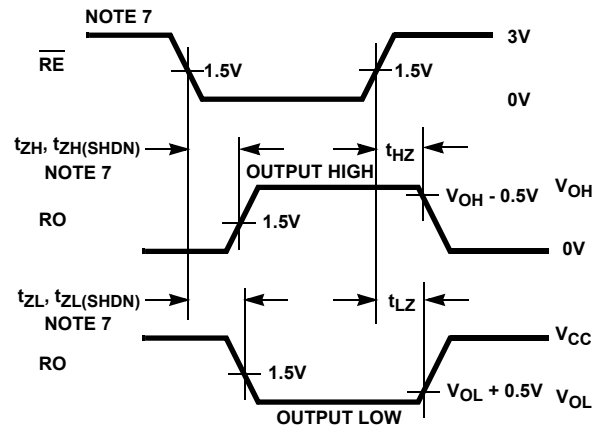 NOTE 7
RE
1.5V
1.5V
3V
0V
tZH, tZH(SHDN)
NOTE 7
OUTPUT HIGH
tHZ
RO
1.5V
VOH - 0.5V
VOH
0V
tZL, tZL(SHDN)
NOTE 7
tLZ
RO
1.5V
VCC
VOL + 0.5V
VOL
OUTPUT LOW